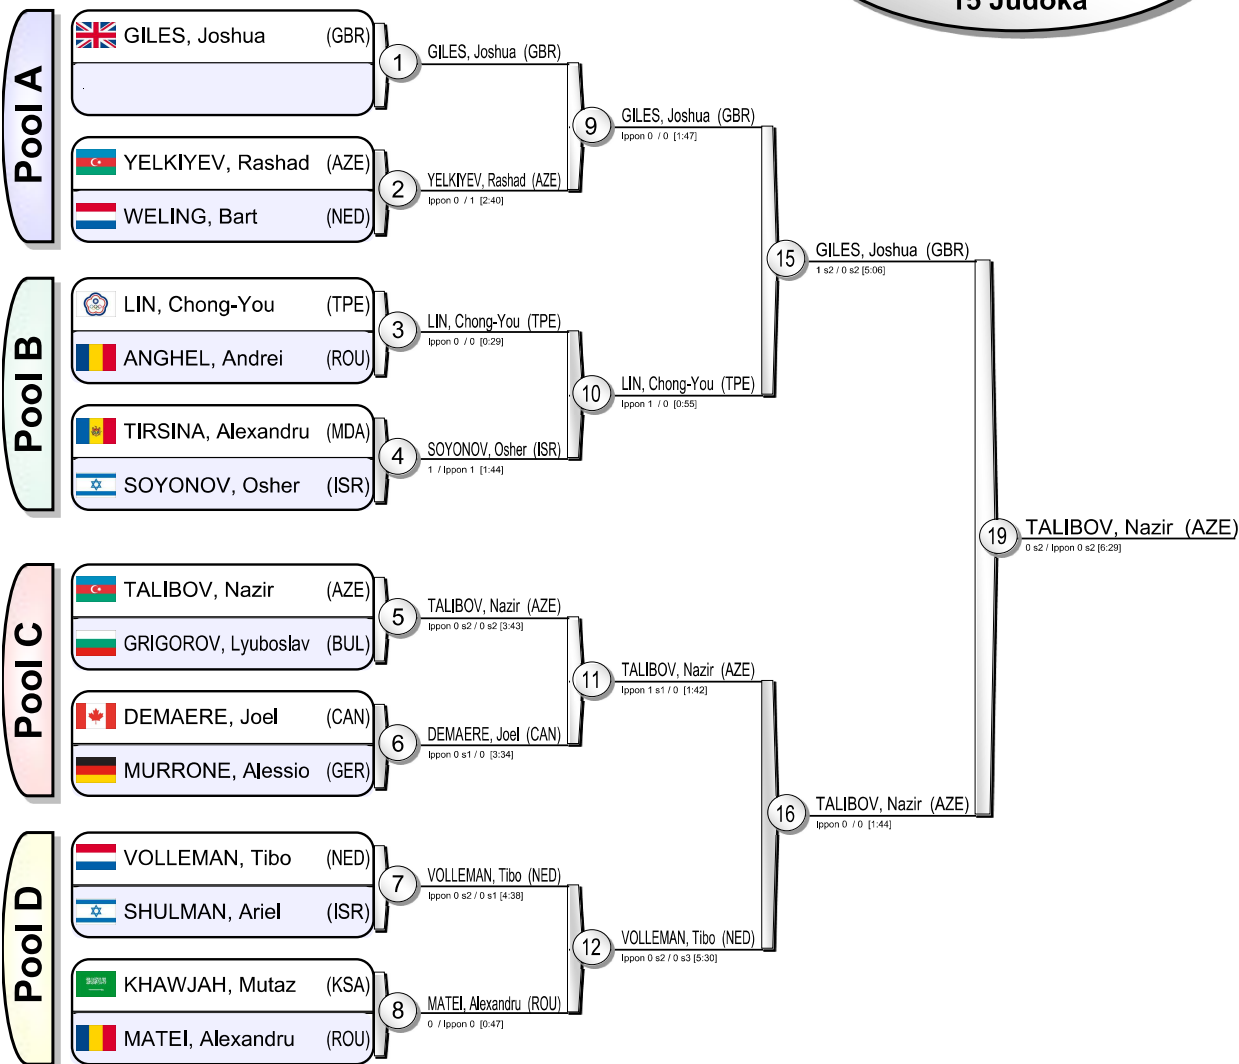 15 Judoka
Pool A
GILES, Joshua (GBR)
YELKIYEV, Rashad (AZE)
WELING, Bart (NED)
Pool B
LIN, Chong-You (TPE)
ANGHEL, Andrei (ROU)
TIRSINA, Alexandru (MDA)
SOYONOV, Osher (ISR)
Pool C
TALIBOV, Nazir (AZE)
GRIGOROV, Lyuboslav (BUL)
DEMAERE, Joel (CAN)
MURRONE, Alessio (GER)
Pool D
VOLLEMAN, Tibo (NED)
SHULMAN, Ariel (ISR)
KHAWJAH, Mutaz (KSA)
MATEI, Alexandru (ROU)
1
GILES, Joshua (GBR)
2
YELKIYEV, Rashad (AZE)
Ippon 0 / 1 [2:40]
3
LIN, Chong-You (TPE)
Ippon 0 / 0 [0:29]
4
SOYONOV, Osher (ISR)
1 / Ippon 1 [1:44]
5
TALIBOV, Nazir (AZE)
Ippon 0 s2 / 0 s2 [3:43]
6
DEMAERE, Joel (CAN)
Ippon 0 s1 / 0 [3:34]
7
VOLLEMAN, Tibo (NED)
Ippon 0 s2 / 0 s1 [4:38]
8
MATEI, Alexandru (ROU)
0 / Ippon 0 [0:47]
9
GILES, Joshua (GBR)
Ippon 0 / 0 [1:47]
10
LIN, Chong-You (TPE)
Ippon 1 / 0 [0:55]
11
TALIBOV, Nazir (AZE)
Ippon 1 s1 / 0 [1:42]
12
VOLLEMAN, Tibo (NED)
Ippon 0 s2 / 0 s3 [5:30]
15
GILES, Joshua (GBR)
1 s2 / 0 s2 [5:06]
16
TALIBOV, Nazir (AZE)
Ippon 0 / 0 [1:44]
19
TALIBOV, Nazir (AZE)
0 s2 / Ippon 0 s2 [6:29]